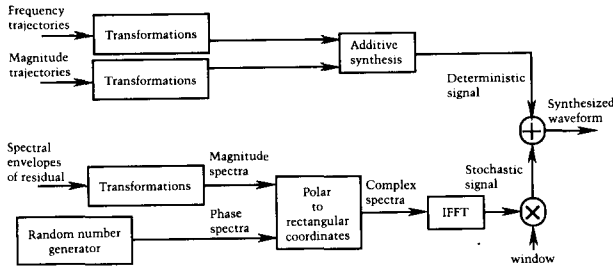 Frequency
trajectories
Transformations
Magnitude
trajectories
Transformations
Additive
synthesis
Deterministic
signal
Synthesized
waveform
Spectral
envelopes
of residual
Transformations
Magnitude
spectra
Random number
generator
Phase
spectra
Polar
to
rectangular
coordinates
Complex
spectra
IFFT
Stochastic
signal
window